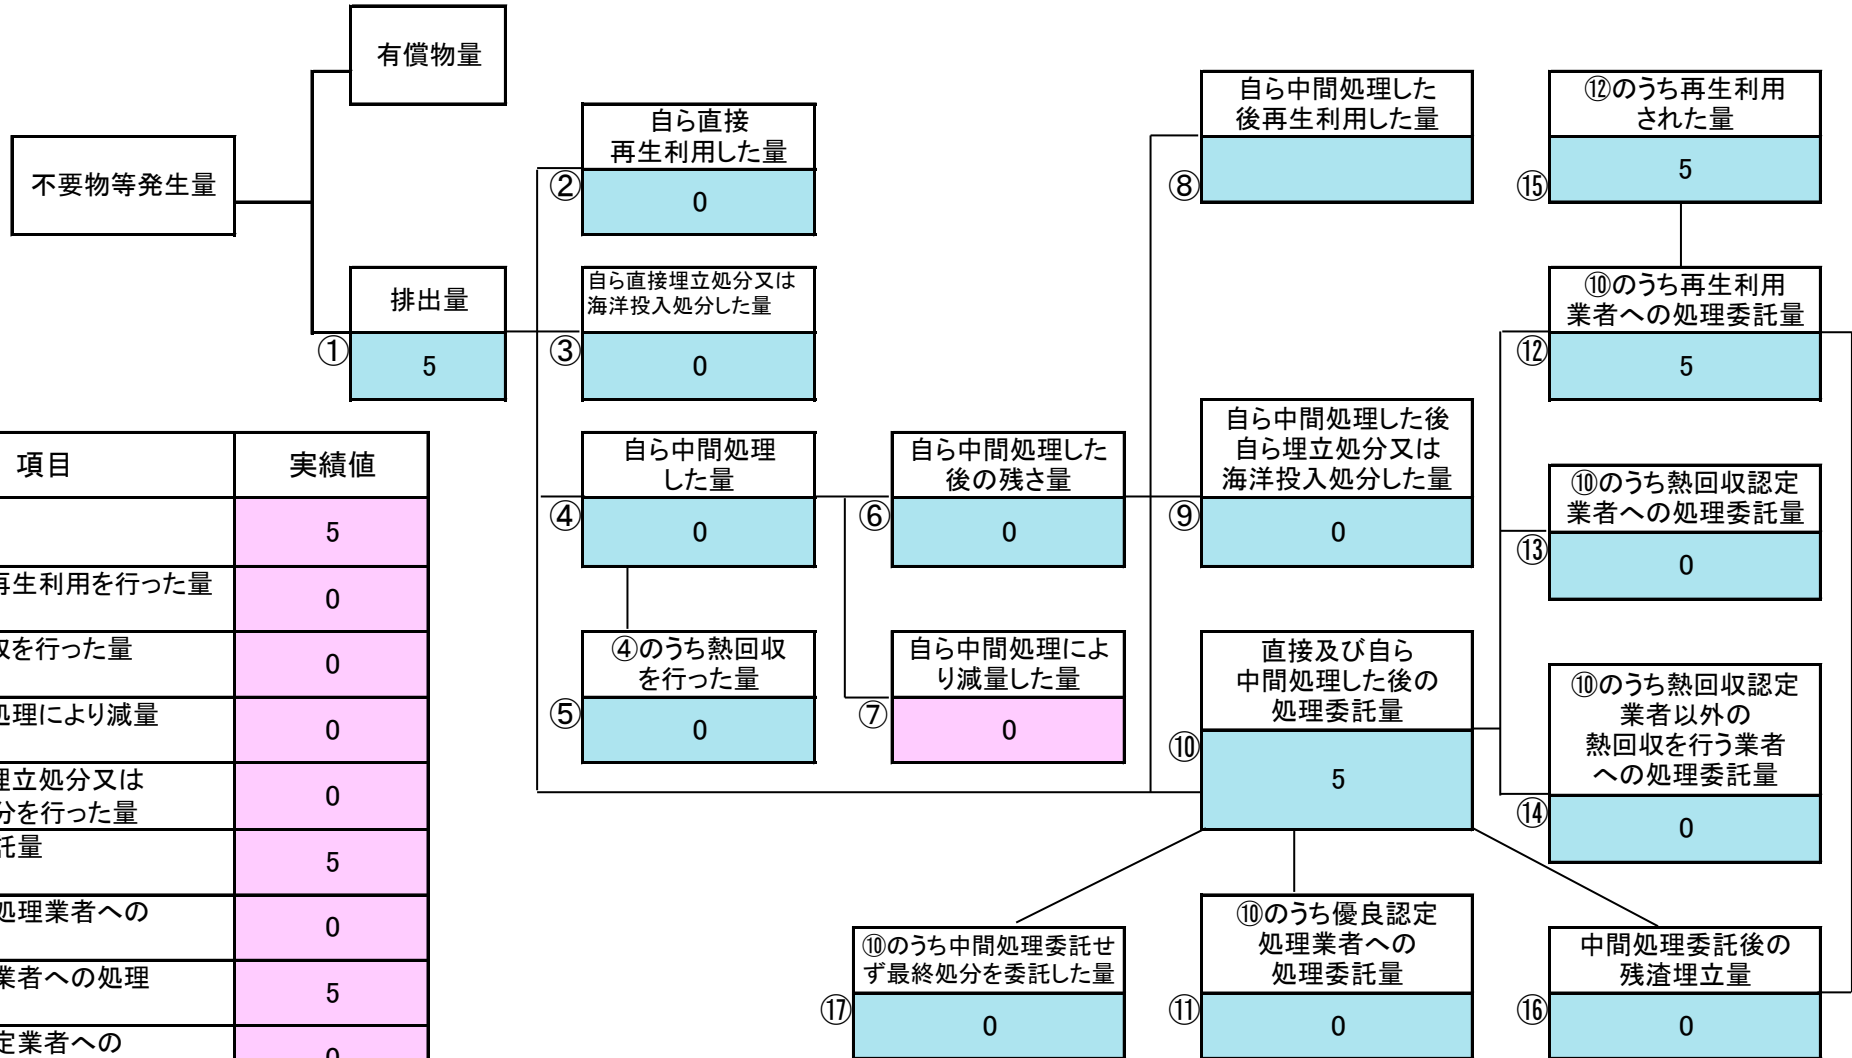 有償物量
不要物等発生量
排出量
①
5
自ら直接
再生利用した量
②
0
自ら直接埋立処分又は
海洋投入処分した量
③
0
自ら中間処理
した量
④
0
④のうち熱回収
を行った量
⑤
0
自ら中間処理した
後の残さ量
⑥
0
自ら中間処理によ
り減量した量
⑦
0
自ら中間処理した
後再生利用した量
⑧
自ら中間処理した後
自ら埋立処分又は
海洋投入処分した量
⑨
0
直接及び自ら
中間処理した後の
処理委託量
⑩
5
⑫のうち再生利用
された量
⑮
5
⑩のうち再生利用
業者への処理委託量
⑫
5
⑩のうち熱回収認定
業者への処理委託量
⑬
0
⑩のうち熱回収認定
業者以外の
熱回収を行う業者
への処理委託量
⑭
0
⑩のうち中間処理委託せ
ず最終処分を委託した量
⑰
0
⑩のうち優良認定
処理業者への
処理委託量
⑪
0
中間処理委託後の
残渣埋立量
⑯
0
項目 実績値
5
再生利用を行った量 0
を行った量 0
処理により減量 0
埋立処分又は
分を行った量 0
託量 5
処理業者への 0
業者への処理 5
定業者への 0